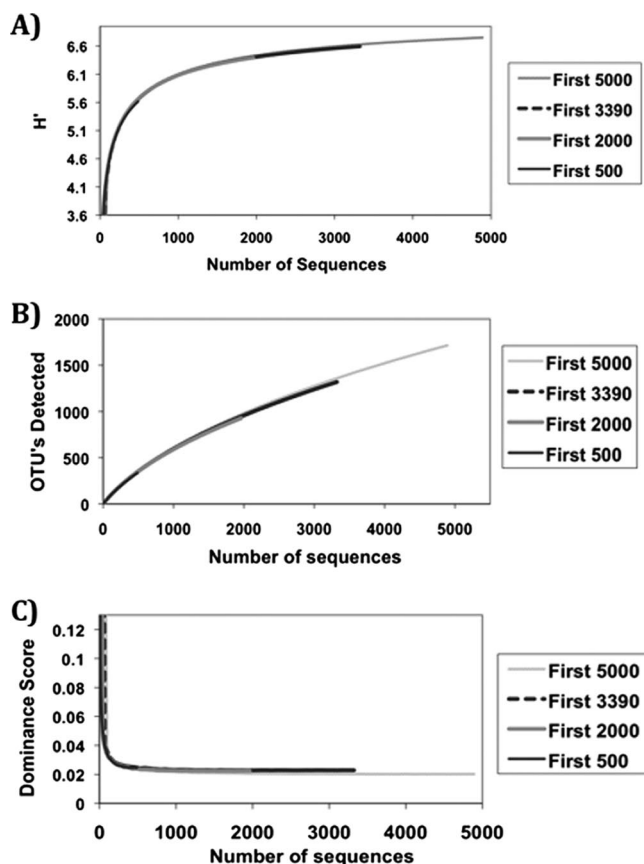 A)
H'
6.6
6.1
5.6
5.1
4.6
4.1
3.6
0 1000 2000 3000 4000 5000
Number of Sequences
First 5000
First 3390
First 2000
First 500
B)
OTU's Detected
2000
1500
1000
500
0
0 1000 2000 3000 4000 5000
Number of sequences
First 5000
First 3390
First 2000
First 500
C)
Dominance Score
0.12
0.1
0.08
0.06
0.04
0.02
0
0 1000 2000 3000 4000 5000
Number of sequences
First 5000
First 3390
First 2000
First 500